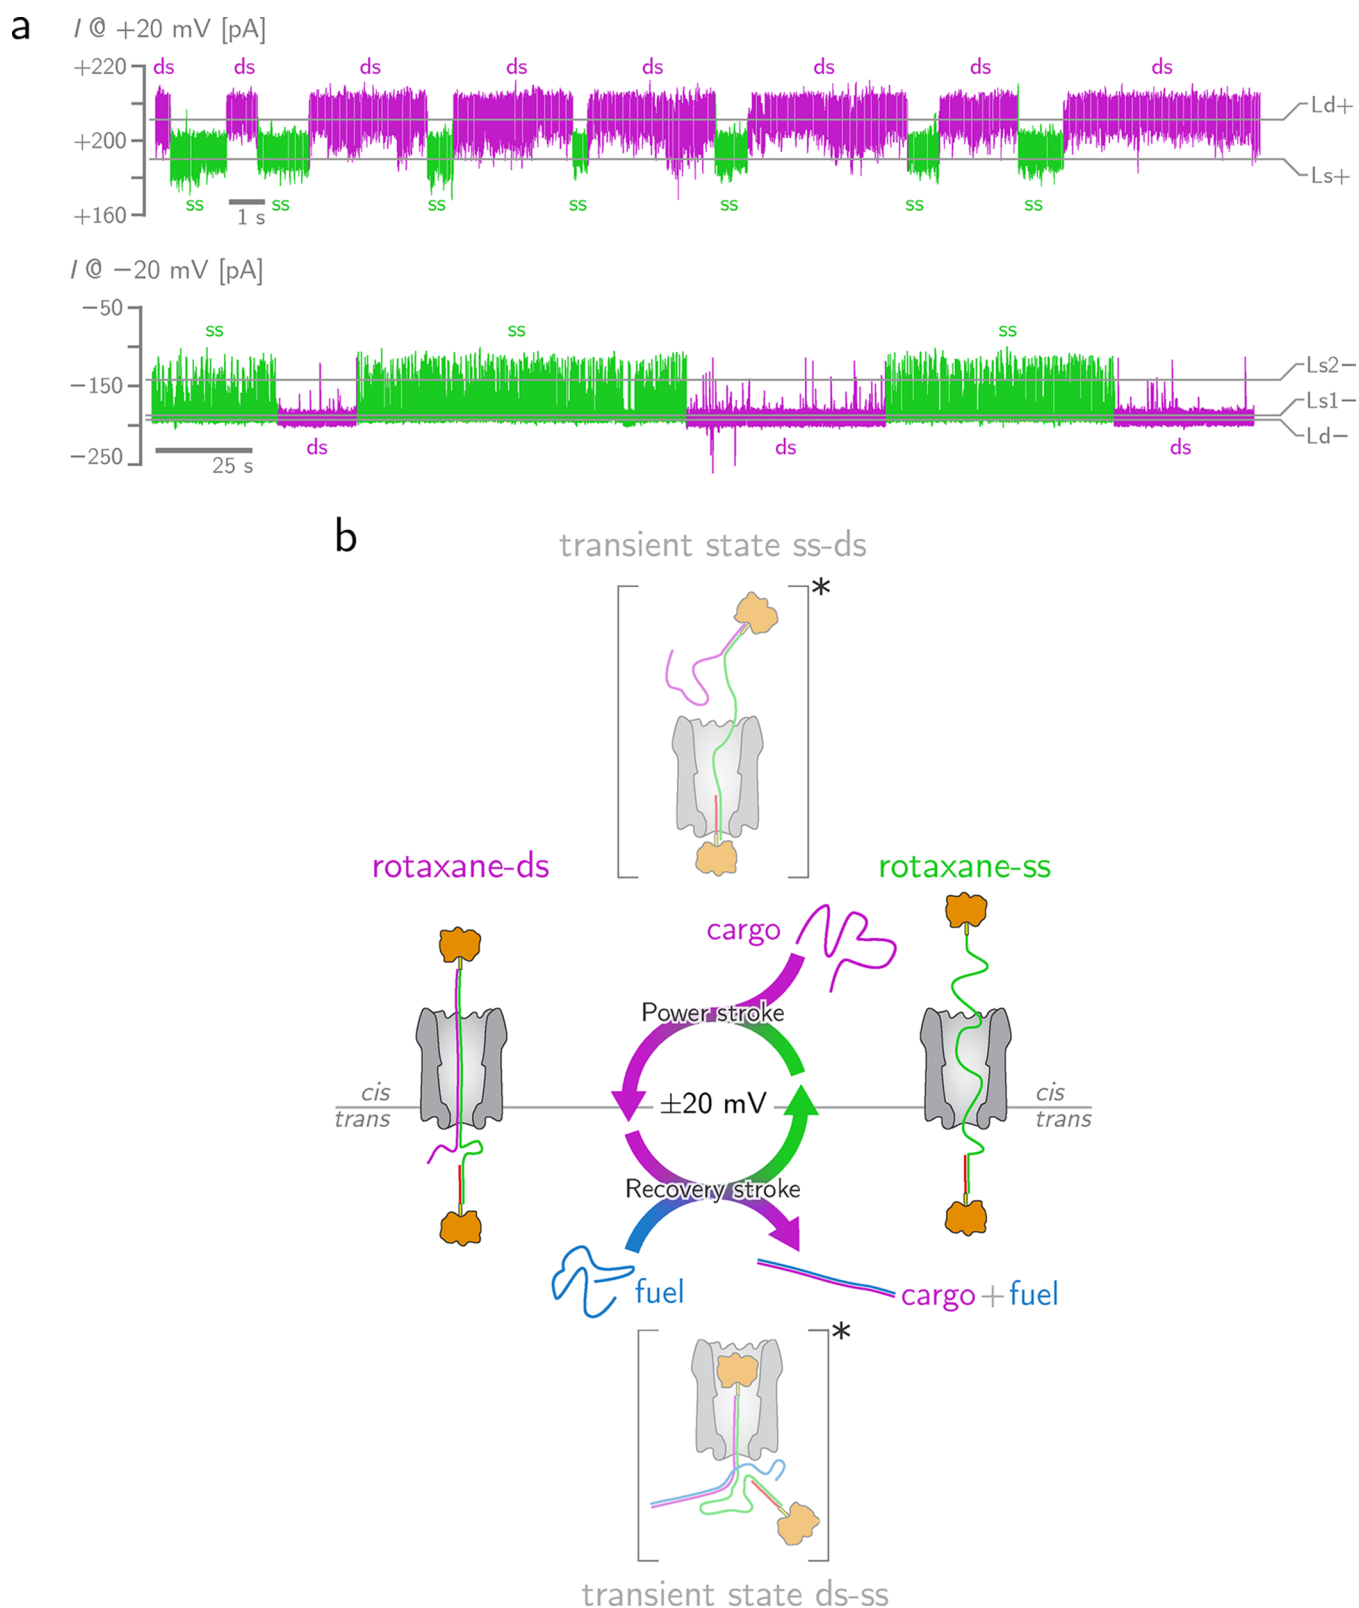 a
I @ +20 mV [pA]
+220
+200
+160
ds ds ds ds ds ds ds ds
ss ss ss ss ss ss ss
1 s
Ld+
Ls+
I @ −20 mV [pA]
−50
−150
−250
ss ss ss
ds ds ds
25 s
Ls2−
Ls1−
Ld−
b
transient state ss-ds
*
rotaxane-ds
rotaxane-ss
cargo
Power stroke
cis
trans
±20 mV
cis
trans
Recovery stroke
fuel
cargo + fuel
*
transient state ds-ss